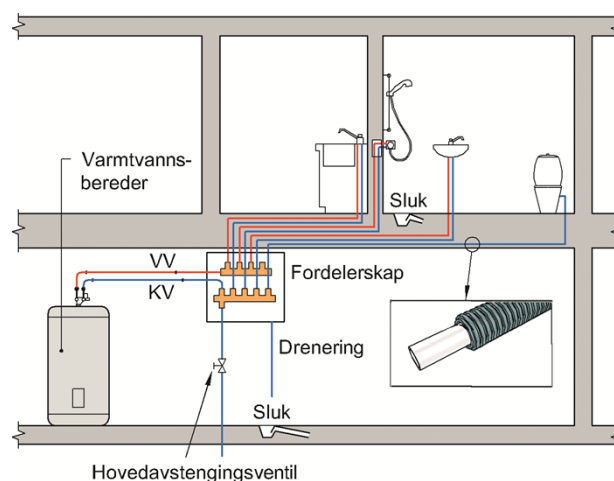 Varmtvanns-
bereder
Sluk
VV
KV
Fordelerskap
Drenering
Sluk
Hovedavstengingsventil